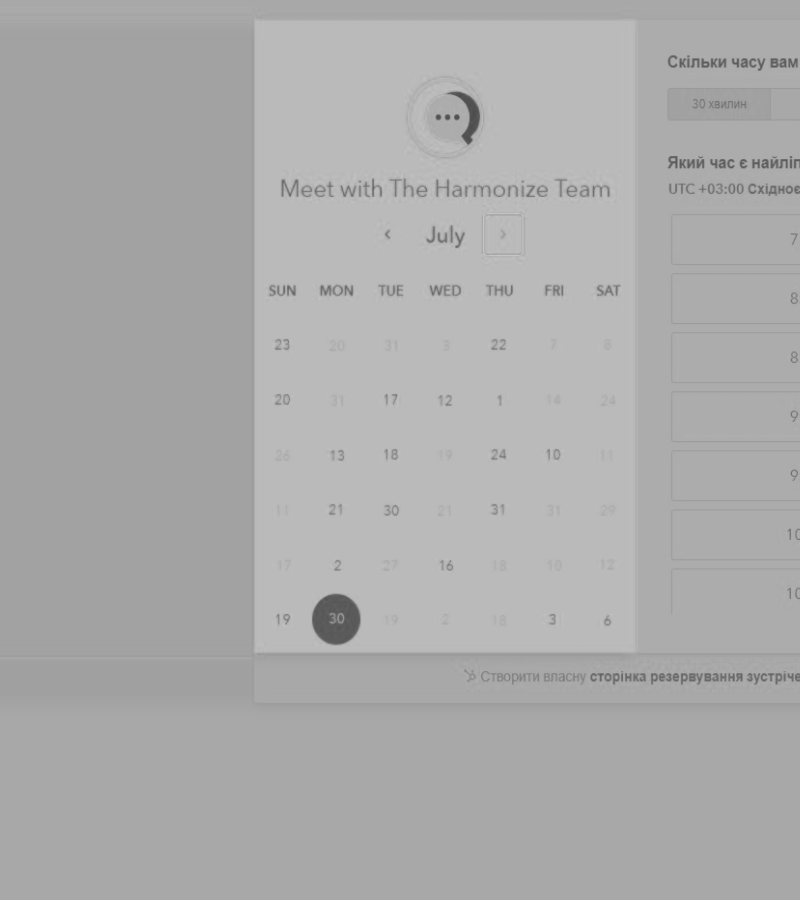 Meet with The Harmonize Team
July
SUN MON TUE WED THU FRI SAT
23 20 31 3 22 7 8
20 31 17 12 1 14 24
26 13 18 19 24 10 11
11 21 30 21 31 31 29
17 2 27 16 18 10 12
19 30 19 2 18 3 6
Скільки часу вам
30 хвилин
Який час є найліп
UTC +03:00 Східноє
7
8
8
9
9
10
10
Створити власну сторінка резервування зустріче